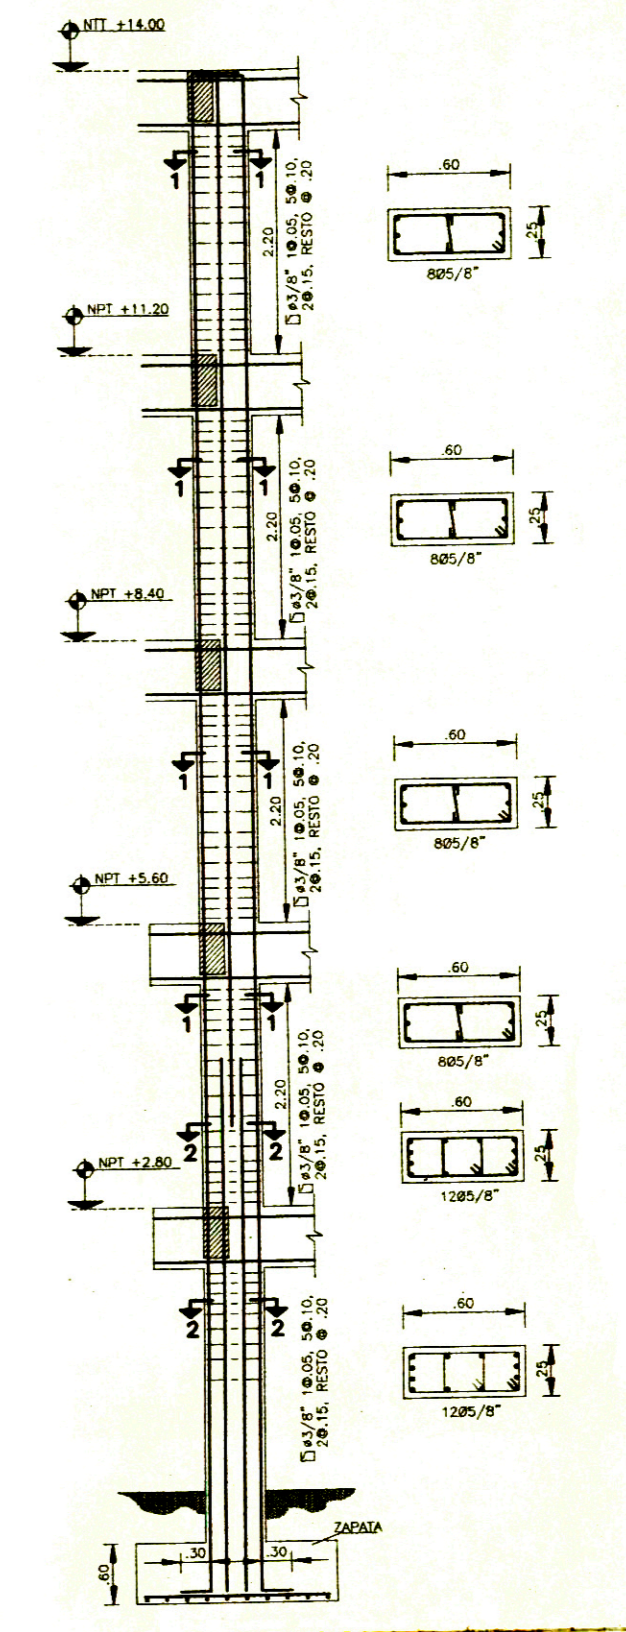 NTT +14.00
1 1
2.20
⌀3/8" 1@.05, 5@.10,
2@.15, RESTO @ .20
.60
.25
8Ø5/8"
NPT +11.20
1 1
2.20
⌀3/8" 1@.05, 5@.10,
2@.15, RESTO @ .20
.60
.25
8Ø5/8"
NPT +8.40
1 1
2.20
⌀3/8" 1@.05, 5@.10,
2@.15, RESTO @ .20
.60
.25
8Ø5/8"
NPT +5.60
1 1
2.20
⌀3/8" 1@.05, 5@.10,
2@.15, RESTO @ .20
.60
.25
8Ø5/8"
2 2
.60
.25
12Ø5/8"
NPT +2.80
2 2
⌀3/8" 1@.05, 5@.10,
2@.15, RESTO @ .20
.60
.25
12Ø5/8"
ZAPATA
.30 .30
.60